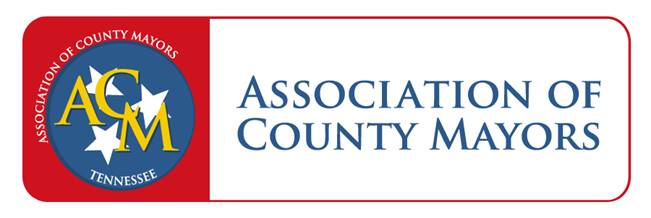 ASSOCIATION OF COUNTY MAYORS
ACM
TENNESSEE
ASSOCIATION OF
COUNTY MAYORS